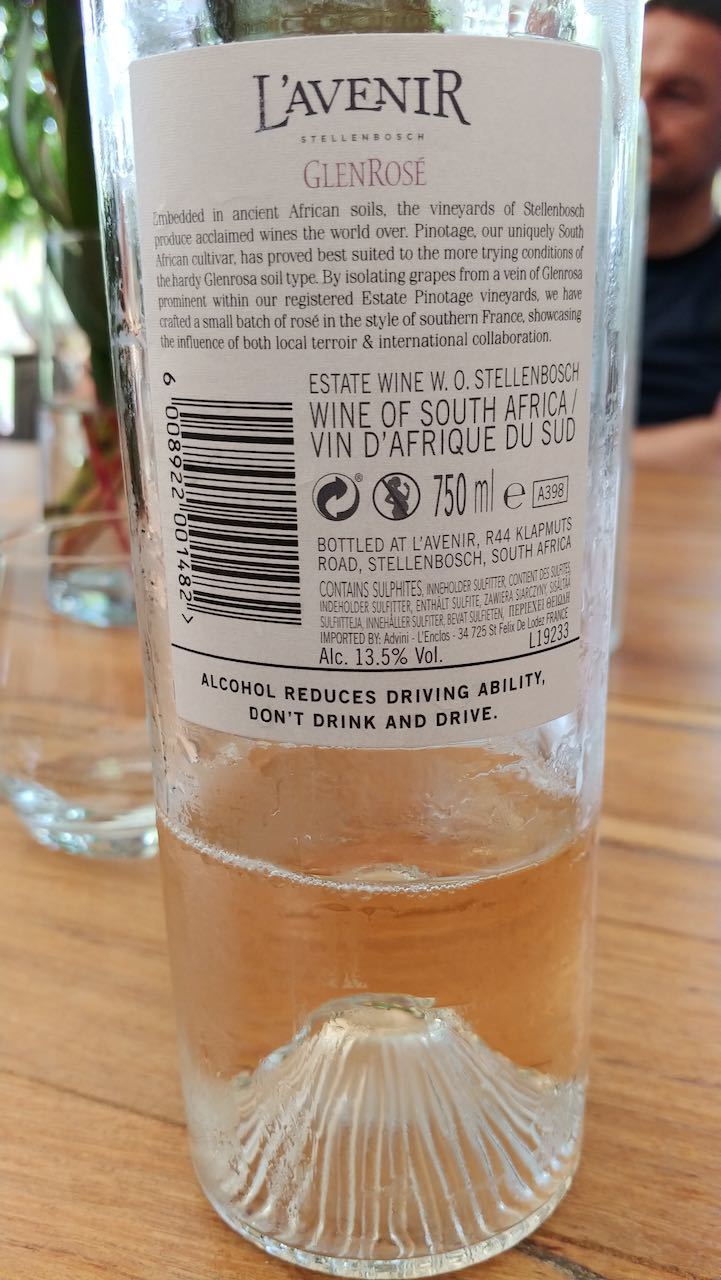 L'AVENIR
STELLENBOSCH
GLENROSÉ
Embedded in ancient African soils, the vineyards of Stellenbosch
produce acclaimed wines the world over. Pinotage, our uniquely South
African cultivar, has proved best suited to the more trying conditions of
the hardy Glenrosa soil type. By isolating grapes from a vein of Glenrosa
prominent within our registered Estate Pinotage vineyards, we have
crafted a small batch of rosé in the style of southern France, showcasing
the influence of both local terroir & international collaboration.
6 008922 001482 >
ESTATE WINE W. O. STELLENBOSCH
WINE OF SOUTH AFRICA /
VIN D'AFRIQUE DU SUD
750 ml e A398
BOTTLED AT L'AVENIR, R44 KLAPMUTS
ROAD, STELLENBOSCH, SOUTH AFRICA
CONTAINS SULPHITES, INNEHOLDER SULFITTER, CONTIENT DES SULFITES,
INDEHOLDER SULFITTER, ENTHÄLT SULFITE, ZAWIERA SIARCZYNY, SISÄLTÄÄ
SULFIITTEJA, INNEHÅLLER SULFITER, BEVAT SULFIETEN, ΠΕΡΙΕΧΕΙ ΘΕΙΩΔΗ
IMPORTED BY: Advini - L'Enclos - 34 725 St Felix De Lodez FRANCE
Alc. 13.5% Vol. L19233
ALCOHOL REDUCES DRIVING ABILITY,
DON'T DRINK AND DRIVE.